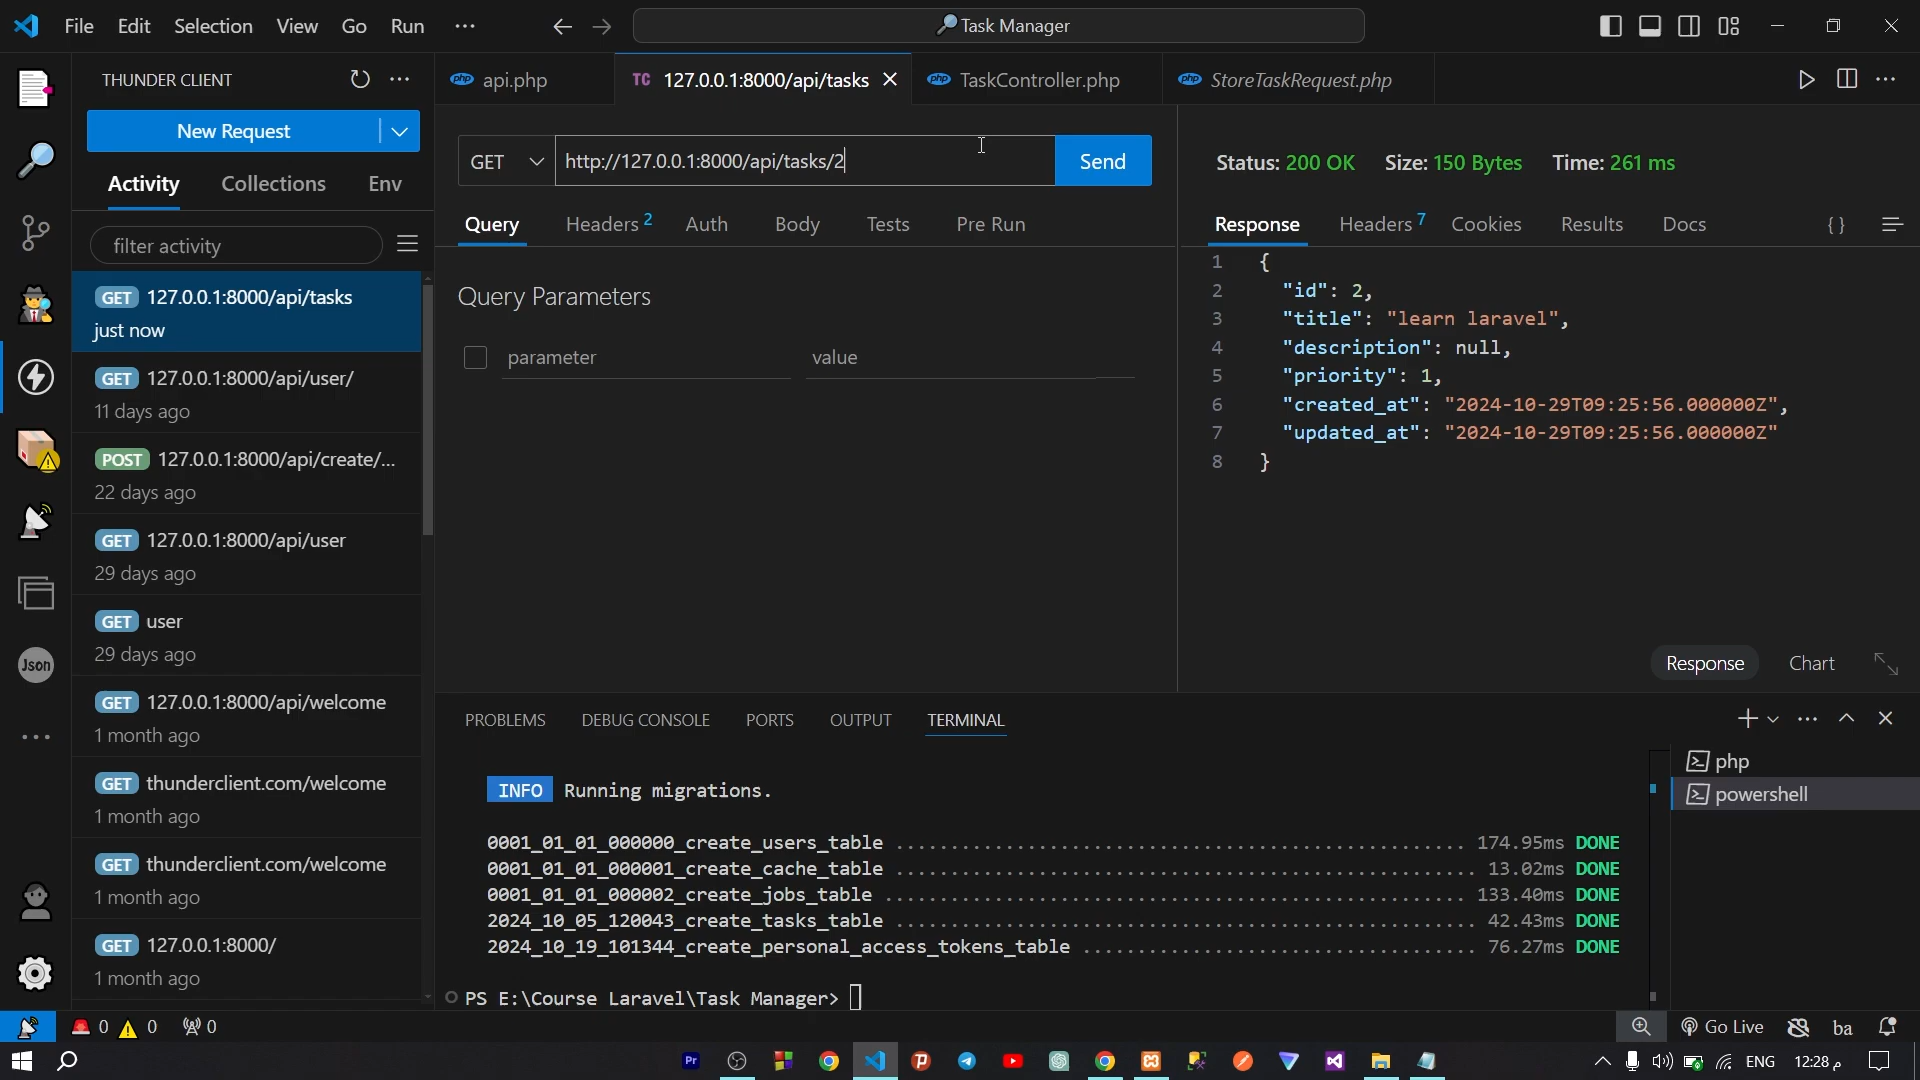 File Edit Selection View Go Run ···
Task Manager
THUNDER CLIENT
New Request
Activity Collections Env
filter activity
GET 127.0.0.1:8000/api/tasks
just now
GET 127.0.0.1:8000/api/user/
11 days ago
POST 127.0.0.1:8000/api/create/...
22 days ago
GET 127.0.0.1:8000/api/user
29 days ago
GET user
29 days ago
GET 127.0.0.1:8000/api/welcome
1 month ago
GET thunderclient.com/welcome
1 month ago
GET thunderclient.com/welcome
1 month ago
GET 127.0.0.1:8000/
1 month ago
Json
php api.php
TC 127.0.0.1:8000/api/tasks
php TaskController.php
php StoreTaskRequest.php
GET http://127.0.0.1:8000/api/tasks/2 Send
Query Headers 2 Auth Body Tests Pre Run
Query Parameters
parameter value
Status: 200 OK Size: 150 Bytes Time: 261 ms
Response Headers 7 Cookies Results Docs { }
1 {
2 "id": 2,
3 "title": "learn laravel",
4 "description": null,
5 "priority": 1,
6 "created_at": "2024-10-29T09:25:56.000000Z",
7 "updated_at": "2024-10-29T09:25:56.000000Z"
8 }
Response Chart
PROBLEMS DEBUG CONSOLE PORTS OUTPUT TERMINAL
INFO Running migrations.
0001_01_01_000000_create_users_table ........ 174.95ms DONE
0001_01_01_000001_create_cache_table ........ 13.02ms DONE
0001_01_01_000002_create_jobs_table ........ 133.40ms DONE
2024_10_05_120043_create_tasks_table ........ 42.43ms DONE
2024_10_19_101344_create_personal_access_tokens_table ........ 76.27ms DONE
PS E:\Course Laravel\Task Manager>
php
powershell
0 0 0
Go Live ba
Pr
ENG 12:28 م